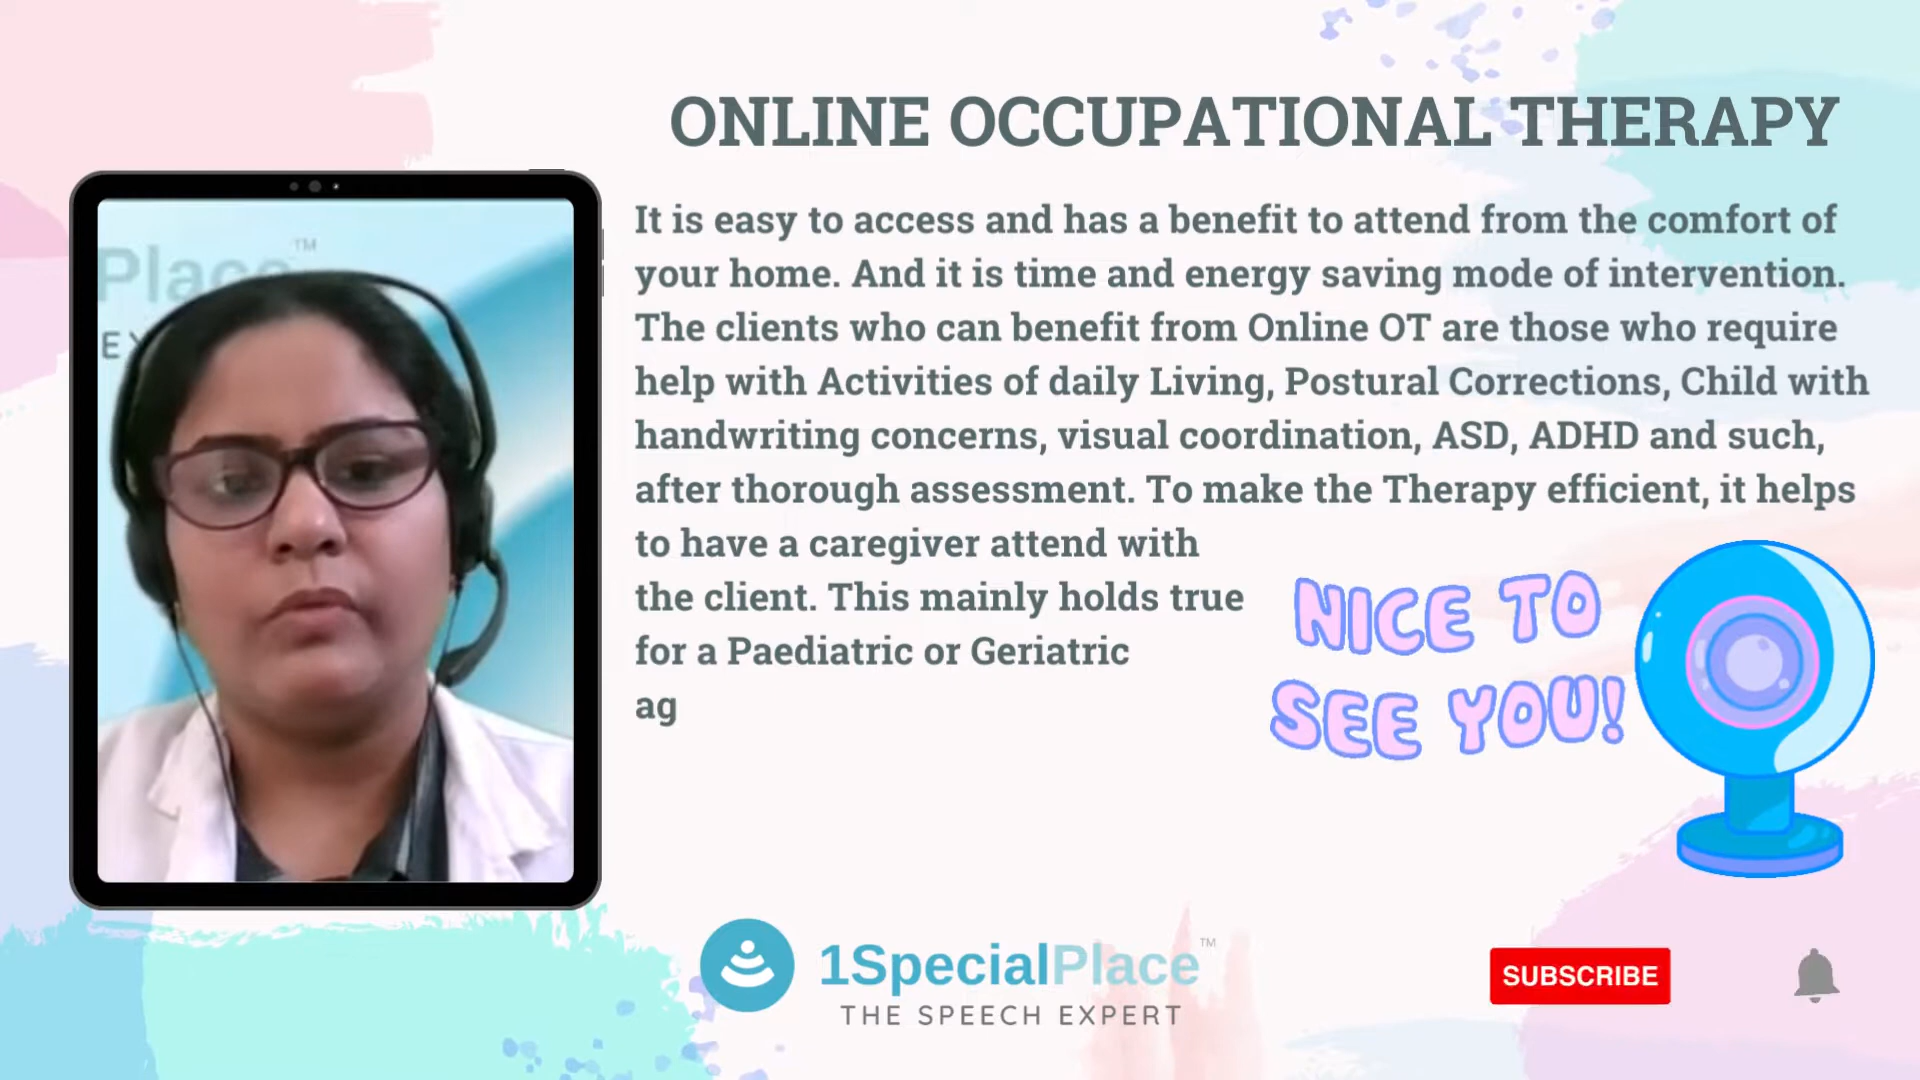 ONLINE OCCUPATIONAL THERAPY
It is easy to access and has a benefit to attend from the comfort of
your home. And it is time and energy saving mode of intervention.
The clients who can benefit from Online OT are those who require
help with Activities of daily Living, Postural Corrections, Child with
handwriting concerns, visual coordination, ASD, ADHD and such,
after thorough assessment. To make the Therapy efficient, it helps
to have a caregiver attend with
the client. This mainly holds true
for a Paediatric or Geriatric
ag
NICE TO
SEE YOU!
Place™
EX
1SpecialPlace™
THE SPEECH EXPERT
SUBSCRIBE